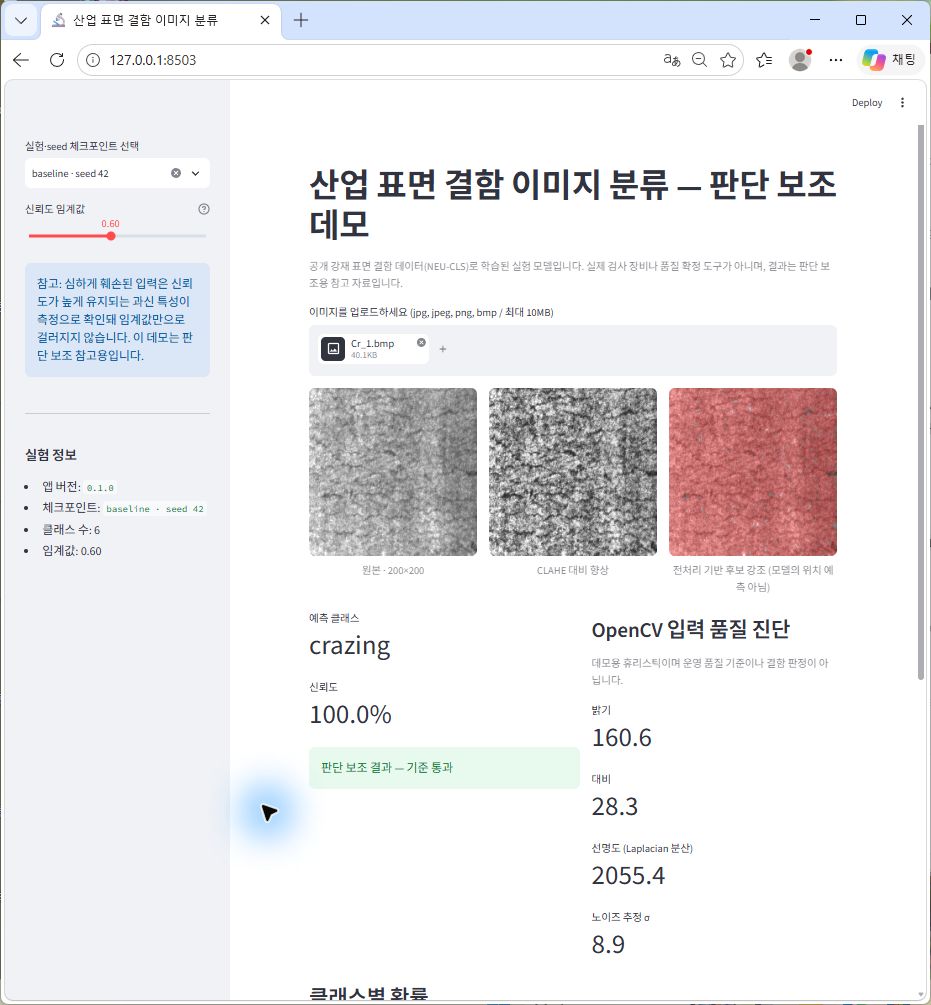 산업 표면 결함 이미지 분류
127.0.0.1:8503
채팅
Deploy
실험·seed 체크포인트 선택
baseline · seed 42
신뢰도 임계값
0.60
참고: 심하게 훼손된 입력은 신뢰
도가 높게 유지되는 과신 특성이
측정으로 확인돼 임계값만으로
걸러지지 않습니다. 이 데모는 판
단 보조 참고용입니다.
실험 정보
앱 버전: 0.1.0
체크포인트: baseline · seed 42
클래스 수: 6
임계값: 0.60
산업 표면 결함 이미지 분류 — 판단 보조
데모
공개 강재 표면 결함 데이터(NEU-CLS)로 학습된 실험 모델입니다. 실제 검사 장비나 품질 확정 도구가 아니며, 결과는 판단 보
조용 참고 자료입니다.
이미지를 업로드하세요 (jpg, jpeg, png, bmp / 최대 10MB)
Cr_1.bmp
40.1KB
원본 · 200×200
CLAHE 대비 향상
전처리 기반 후보 강조 (모델의 위치 예
측 아님)
예측 클래스
crazing
신뢰도
100.0%
판단 보조 결과 — 기준 통과
OpenCV 입력 품질 진단
데모용 휴리스틱이며 운영 품질 기준이나 결함 판정이 아
닙니다.
밝기
160.6
대비
28.3
선명도 (Laplacian 분산)
2055.4
노이즈 추정 σ
8.9
클래스별 확률